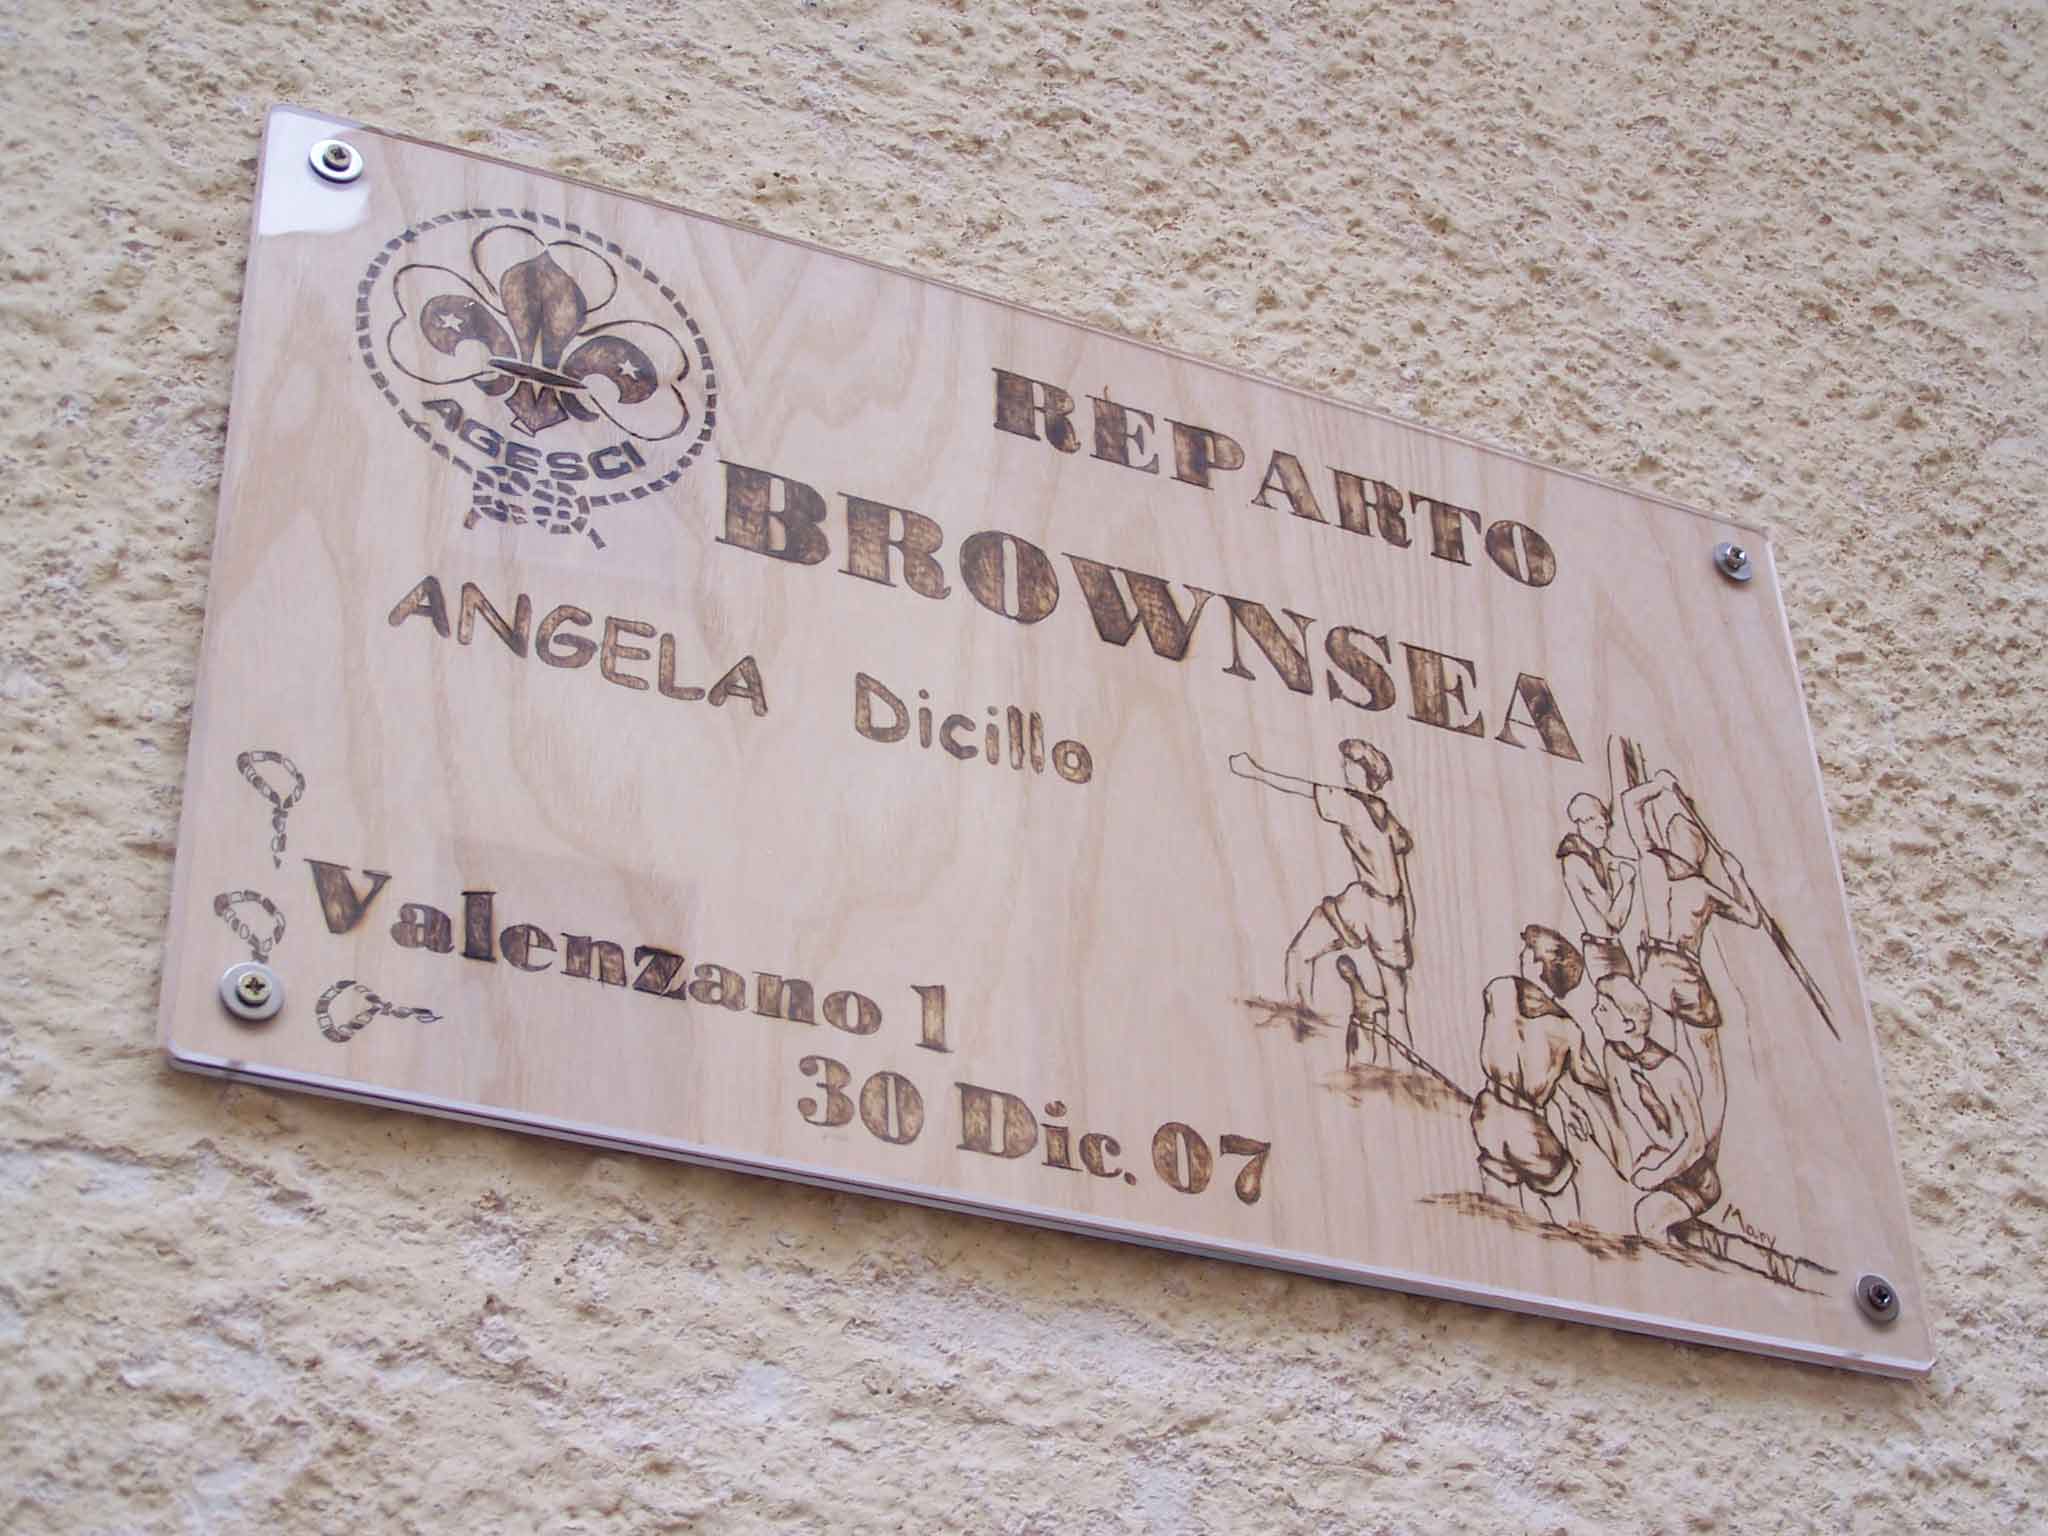 AGESCI
REPARTO
BROWNSEA
ANGELA Dicillo
Valenzano 1
30 Dic. 07
Mary